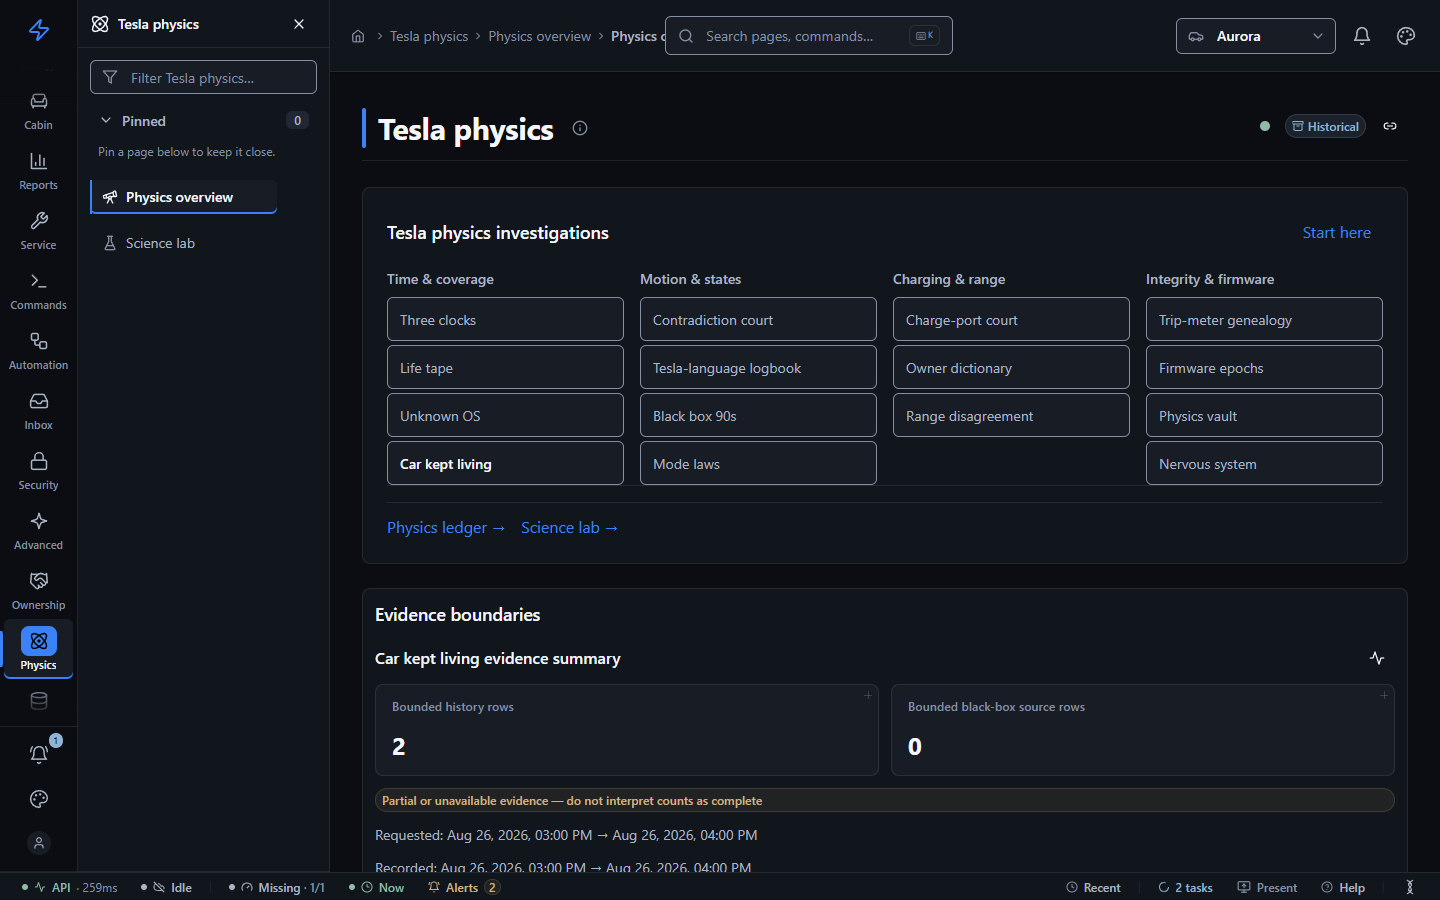 Tesla physics
Tesla physics > Physics overview > Physics
Search pages, commands...
K
Aurora
Filter Tesla physics...
Pinned
0
Pin a page below to keep it close.
Physics overview
Science lab
Cabin
Reports
Service
Commands
Automation
Inbox
Security
Advanced
Ownership
Physics
1
Tesla physics
Historical
Tesla physics investigations
Start here
Time & coverage
Three clocks
Life tape
Unknown OS
Car kept living
Motion & states
Contradiction court
Tesla-language logbook
Black box 90s
Mode laws
Charging & range
Charge-port court
Owner dictionary
Range disagreement
Integrity & firmware
Trip-meter genealogy
Firmware epochs
Physics vault
Nervous system
Physics ledger → Science lab →
Evidence boundaries
Car kept living evidence summary
Bounded history rows
2
Bounded black-box source rows
0
Partial or unavailable evidence — do not interpret counts as complete
Requested: Aug 26, 2026, 03:00 PM → Aug 26, 2026, 04:00 PM
Recorded: Aug 26, 2026, 03:00 PM → Aug 26, 2026, 04:00 PM
API · 259ms
Idle
Missing · 1/1
Now
Alerts 2
Recent
2 tasks
Present
Help